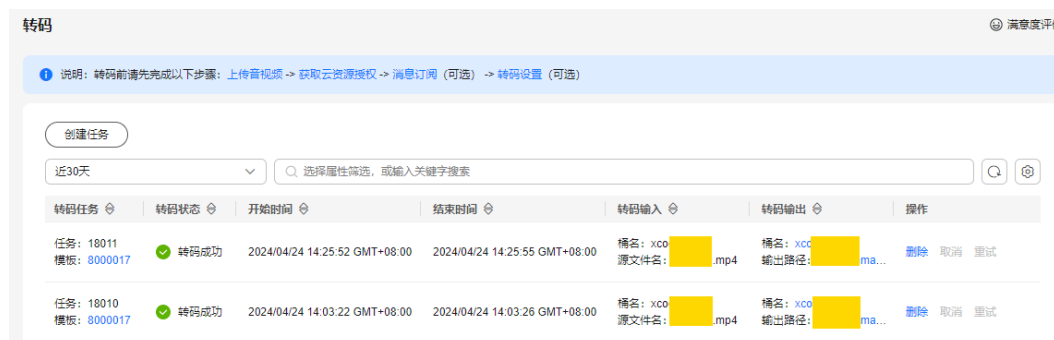 转码
满意度评
说明：转码前请先完成以下步骤：上传音视频 -> 获取云资源授权 -> 消息订阅（可选） -> 转码设置（可选）
创建任务
近30天
选择属性筛选，或输入关键字搜索
转码任务 转码状态 开始时间 结束时间 转码输入 转码输出 操作
任务：18011 转码成功 2024/04/24 14:25:52 GMT+08:00 2024/04/24 14:25:55 GMT+08:00 桶名：xco 桶名：xcc 删除 取消 重试
模板：8000017 源文件名： .mp4 输出路径： ma...
任务：18010 转码成功 2024/04/24 14:03:22 GMT+08:00 2024/04/24 14:03:26 GMT+08:00 桶名：xco 桶名：xco 删除 取消 重试
模板：8000017 源文件名： .mp4 输出路径： ma...